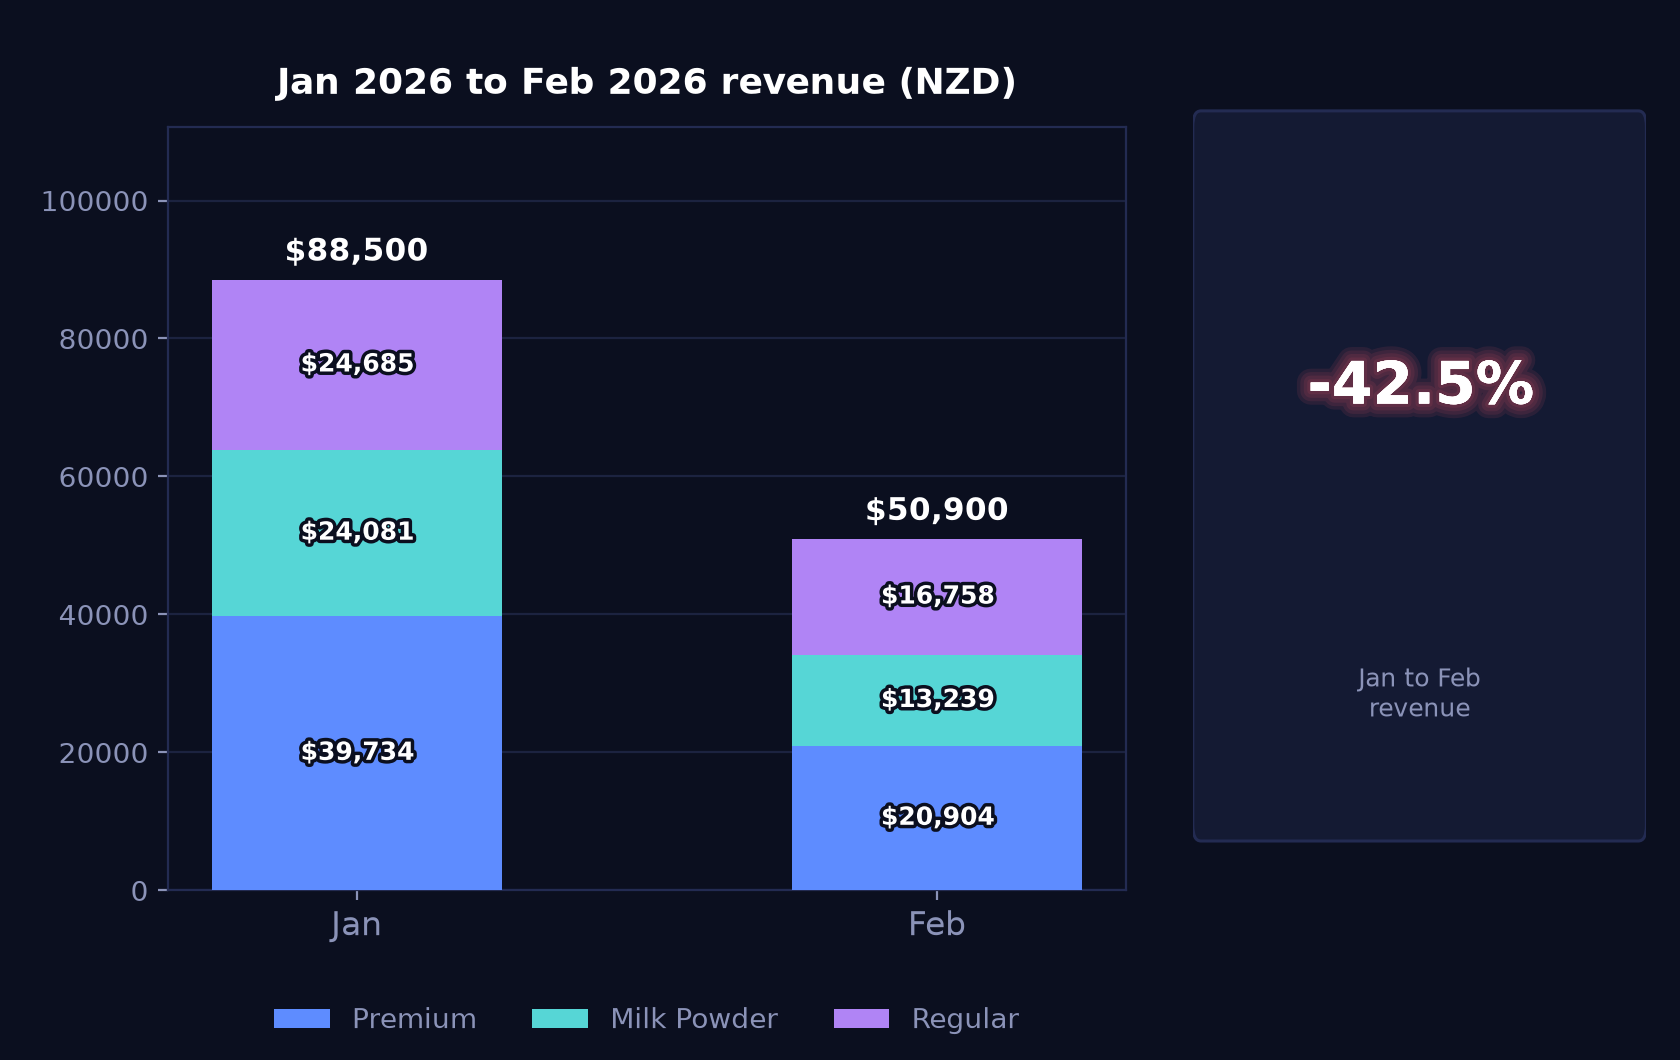 Jan 2026 to Feb 2026 revenue (NZD)
100000
80000
60000
40000
20000
0
$88,500
$24,685
$24,081
$39,734
$50,900
$16,758
$13,239
$20,904
Jan
Feb
Premium
Milk Powder
Regular
-42.5%
Jan to Feb
revenue